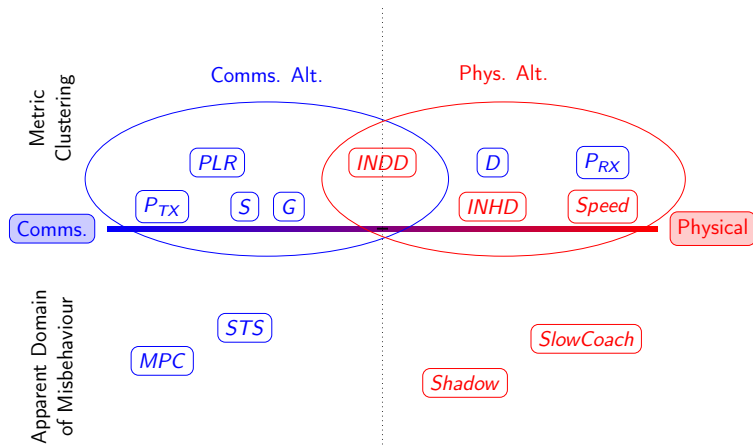 Comms. Alt.
Phys. Alt.
Metric
Clustering
PLR
INDD
D
P_RX
P_TX
S
G
INHD
Speed
Comms.
Physical
STS
SlowCoach
MPC
Shadow
Apparent Domain
of Misbehaviour